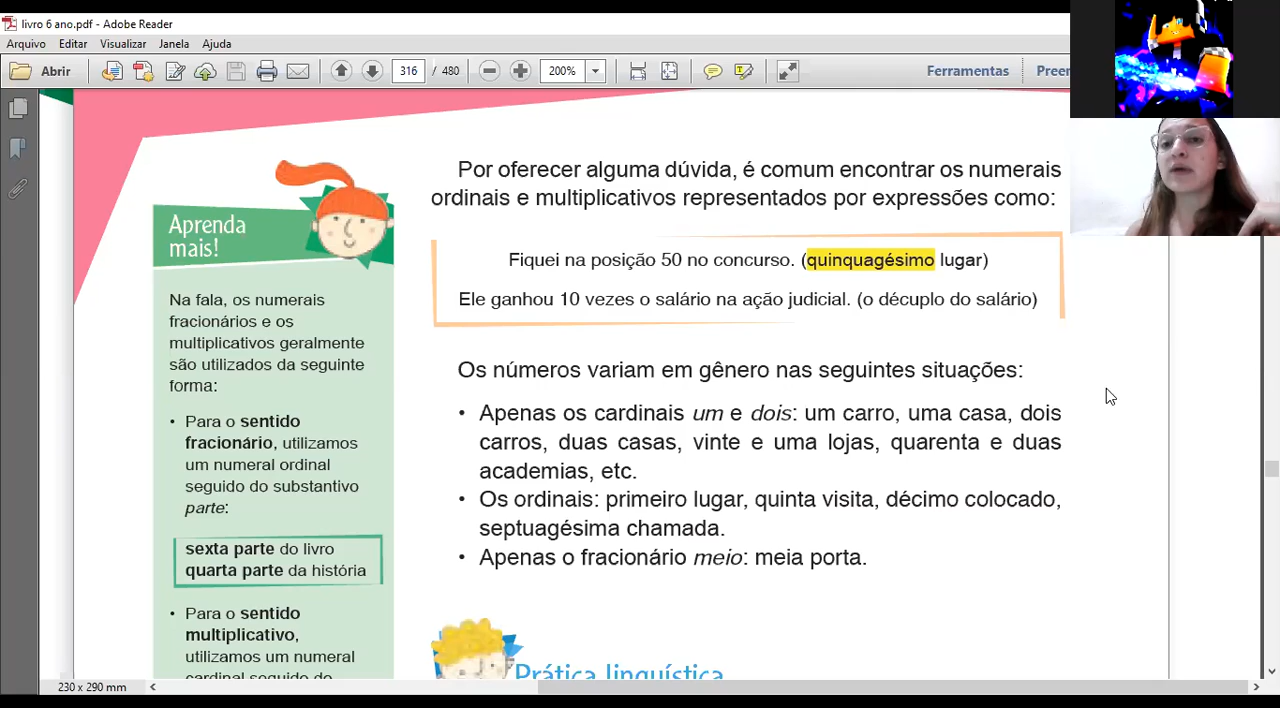 livro 6 ano.pdf - Adobe Reader
Arquivo Editar Visualizar Janela Ajuda
Abrir 316 / 480 200% Ferramentas
Aprenda
mais!
Na fala, os numerais
fracionários e os
multiplicativos geralmente
são utilizados da seguinte
forma:
• Para o sentido
fracionário, utilizamos
um numeral ordinal
seguido do substantivo
parte:
sexta parte do livro
quarta parte da história
• Para o sentido
multiplicativo,
utilizamos um numeral
cardinal seguido do
Por oferecer alguma dúvida, é comum encontrar os numerais
ordinais e multiplicativos representados por expressões como:
Fiquei na posição 50 no concurso. (quinquagésimo lugar)
Ele ganhou 10 vezes o salário na ação judicial. (o décuplo do salário)
Os números variam em gênero nas seguintes situações:
• Apenas os cardinais um e dois: um carro, uma casa, dois
carros, duas casas, vinte e uma lojas, quarenta e duas
academias, etc.
• Os ordinais: primeiro lugar, quinta visita, décimo colocado,
septuagésima chamada.
• Apenas o fracionário meio: meia porta.
Prática linguística
230 x 290 mm